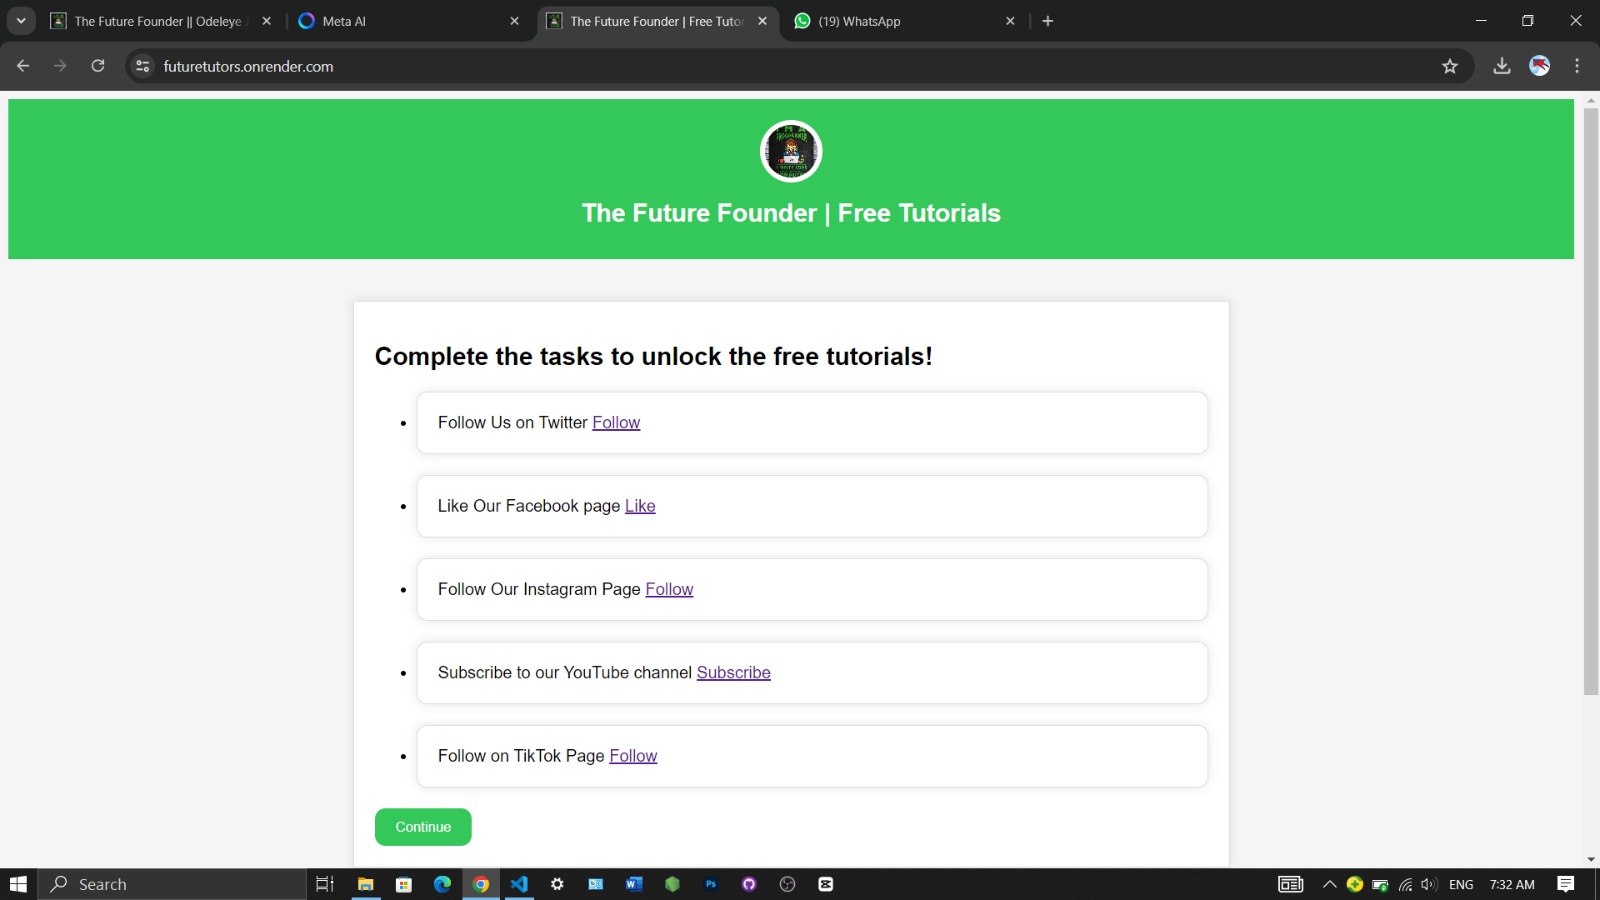 The Future Founder || Odeleye
Meta AI
The Future Founder | Free Tutor
(19) WhatsApp
futuretutors.onrender.com
The Future Founder | Free Tutorials
Complete the tasks to unlock the free tutorials!
Follow Us on Twitter Follow
Like Our Facebook page Like
Follow Our Instagram Page Follow
Subscribe to our YouTube channel Subscribe
Follow on TikTok Page Follow
Continue
Search
ENG
7:32 AM